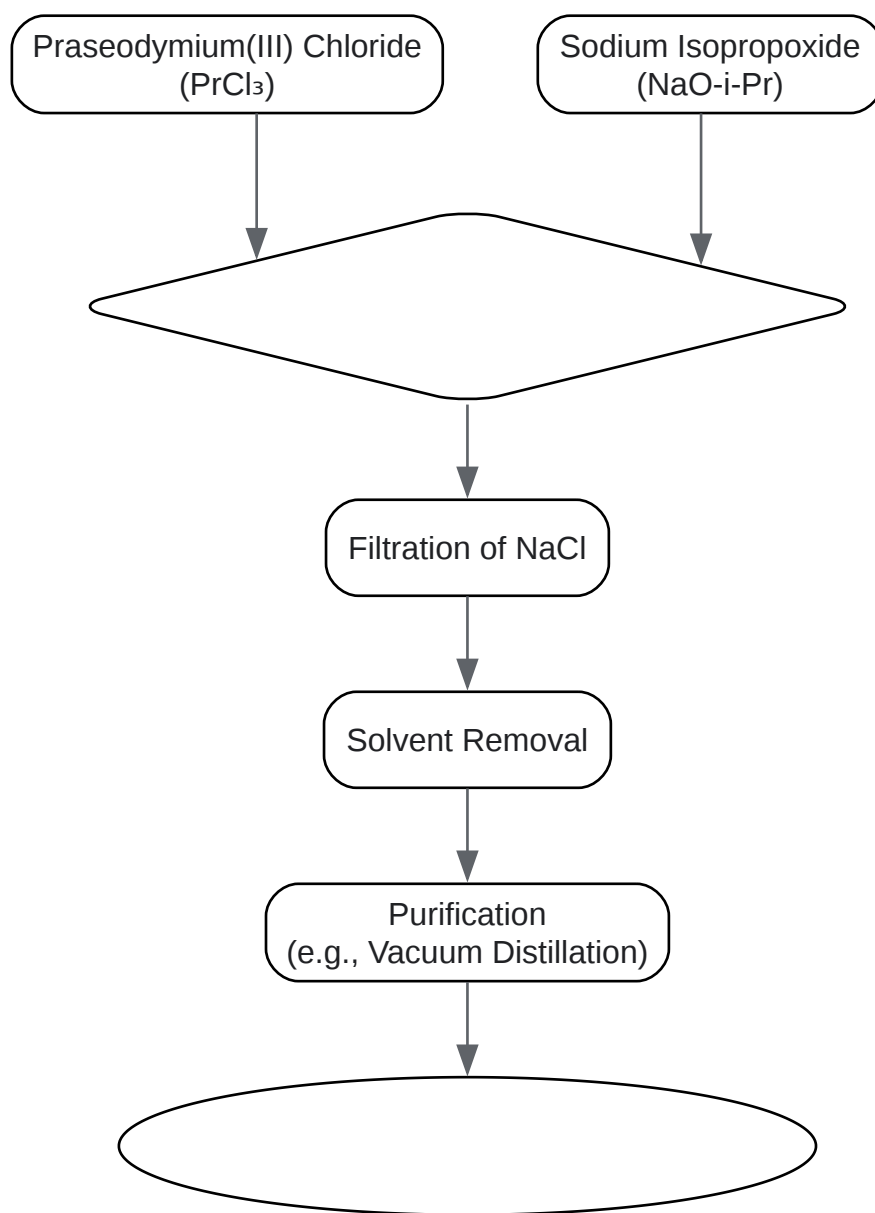 Praseodymium(III) Chloride
(PrCl₃)
Sodium Isopropoxide
(NaO-i-Pr)
Filtration of NaCl
Solvent Removal
Purification
(e.g., Vacuum Distillation)